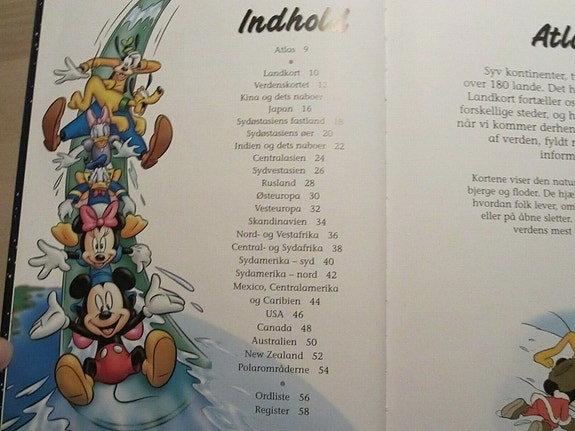 Indhold
Atlas 9
Landkort 10
Verdenskortet 12
Kina og dets naboer
Japan 16
Sydøstasiens fastland 18
Sydøstasiens øer 20
Indien og dets naboer 22
Centralasien 24
Sydvestasien 26
Rusland 28
Østeuropa 30
Vesteuropa 32
Skandinavien 34
Nord- og Vestafrika 36
Central- og Sydafrika 38
Sydamerika – syd 40
Sydamerika – nord 42
Mexico, Centralamerika
og Caribien 44
USA 46
Canada 48
Australien 50
New Zealand 52
Polarområderne 54
Ordliste 56
Register 58
Atl
Syv kontinenter, t
over 180 lande. Det h
Landkort fortæller os
forskellige steder, og h
når vi kommer derhen
af verden, fyldt
inform
Kortene viser den natu
bjerge og floder. De hjæ
hvordan folk lever, om
eller på åbne sletter.
verdens mest